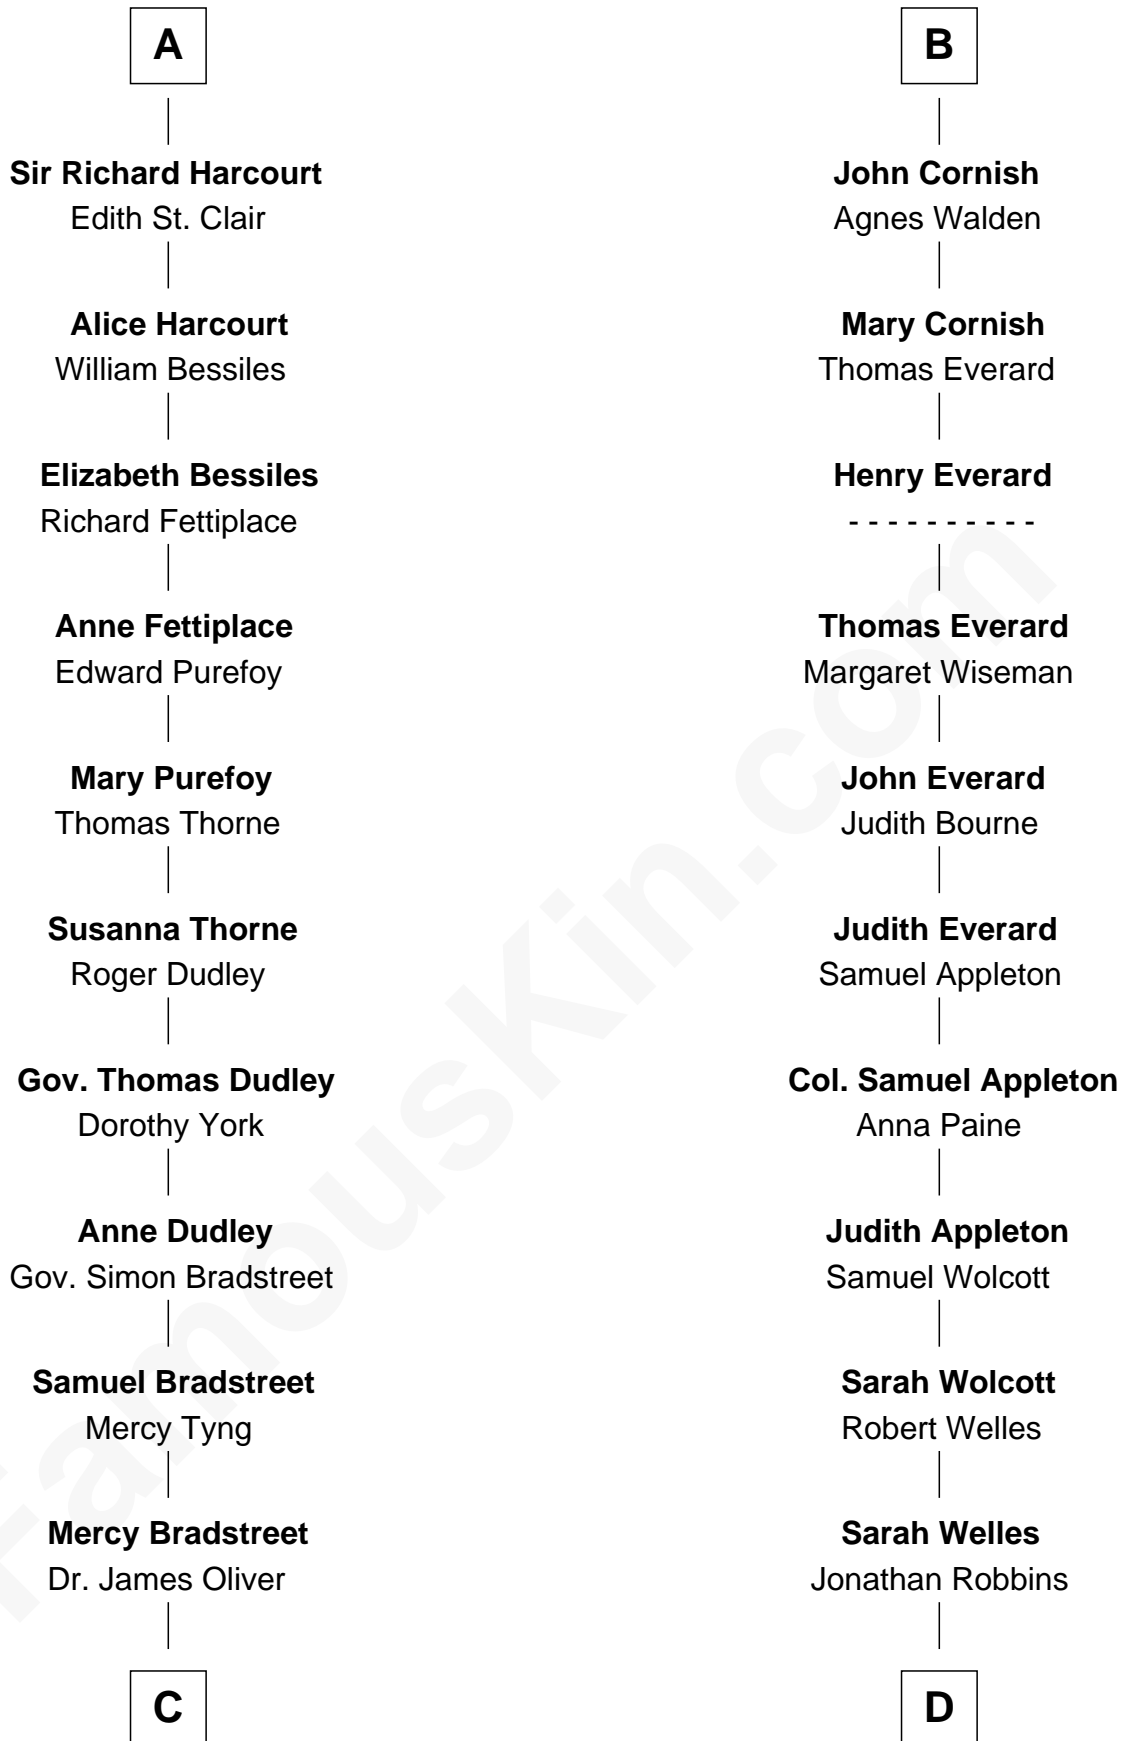 A
Sir Richard Harcourt
Edith St. Clair
Alice Harcourt
William Bessiles
Elizabeth Bessiles
Richard Fettiplace
Anne Fettiplace
Edward Purefoy
Mary Purefoy
Thomas Thorne
Susanna Thorne
Roger Dudley
Gov. Thomas Dudley
Dorothy York
Anne Dudley
Gov. Simon Bradstreet
Samuel Bradstreet
Mercy Tyng
Mercy Bradstreet
Dr. James Oliver
C
B
John Cornish
Agnes Walden
Mary Cornish
Thomas Everard
Henry Everard
- - - - - - - - - -
Thomas Everard
Margaret Wiseman
John Everard
Judith Bourne
Judith Everard
Samuel Appleton
Col. Samuel Appleton
Anna Paine
Judith Appleton
Samuel Wolcott
Sarah Wolcott
Robert Welles
Sarah Welles
Jonathan Robbins
D
FamousKin.com